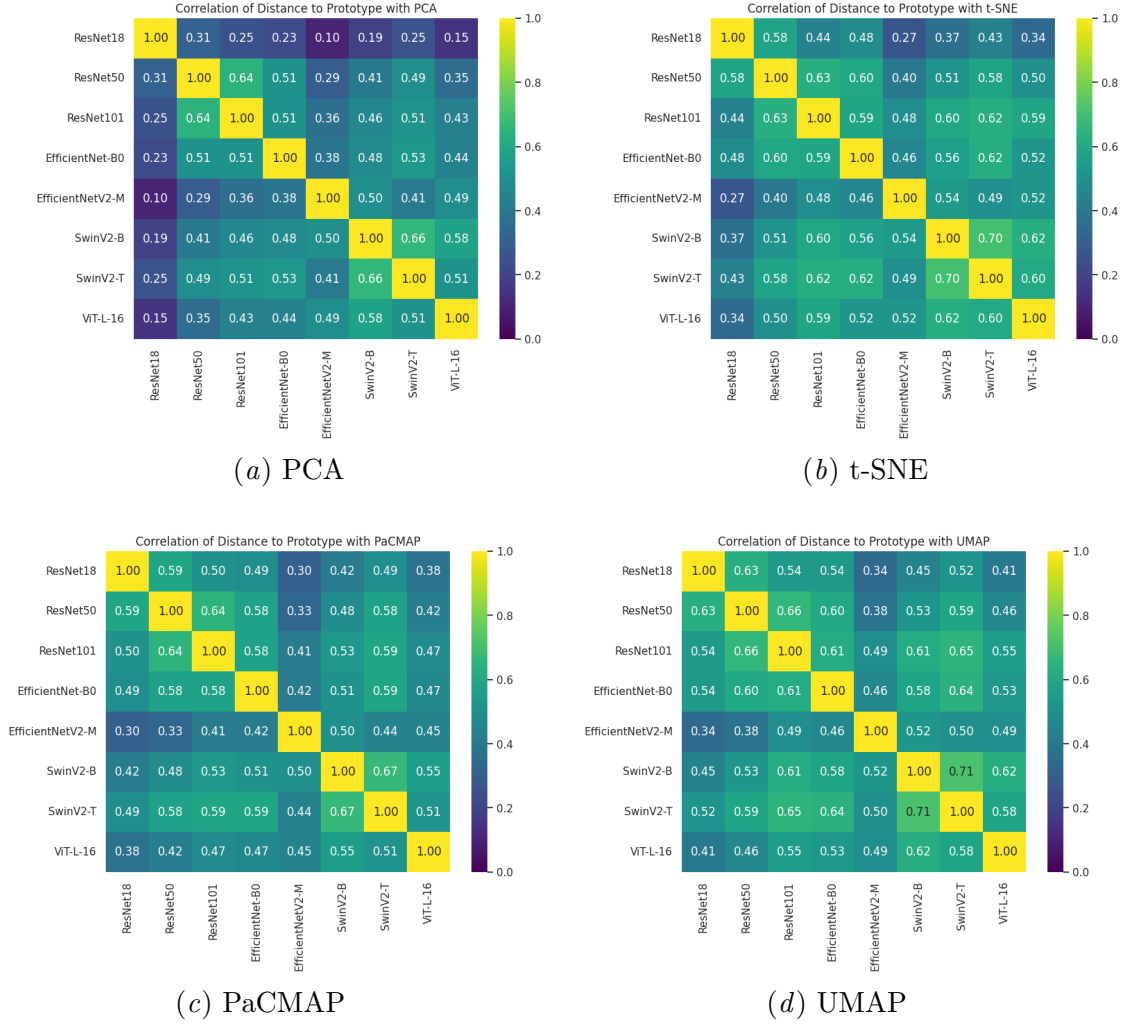 Correlation of Distance to Prototype with PCA
ResNet18 1.00 0.31 0.25 0.23 0.10 0.19 0.25 0.15
ResNet50 0.31 1.00 0.64 0.51 0.29 0.41 0.49 0.35
ResNet101 0.25 0.64 1.00 0.51 0.36 0.46 0.51 0.43
EfficientNet-B0 0.23 0.51 0.51 1.00 0.38 0.48 0.53 0.44
EfficientNetV2-M 0.10 0.29 0.36 0.38 1.00 0.50 0.41 0.49
SwinV2-B 0.19 0.41 0.46 0.48 0.50 1.00 0.66 0.58
SwinV2-T 0.25 0.49 0.51 0.53 0.41 0.66 1.00 0.51
ViT-L-16 0.15 0.35 0.43 0.44 0.49 0.58 0.51 1.00
ResNet18 ResNet50 ResNet101 EfficientNet-B0 EfficientNetV2-M SwinV2-B SwinV2-T ViT-L-16
1.0
0.8
0.6
0.4
0.2
0.0
(a) PCA
Correlation of Distance to Prototype with t-SNE
ResNet18 1.00 0.58 0.44 0.48 0.27 0.37 0.43 0.34
ResNet50 0.58 1.00 0.63 0.60 0.40 0.51 0.58 0.50
ResNet101 0.44 0.63 1.00 0.59 0.48 0.60 0.62 0.59
EfficientNet-B0 0.48 0.60 0.59 1.00 0.46 0.56 0.62 0.52
EfficientNetV2-M 0.27 0.40 0.48 0.46 1.00 0.54 0.49 0.52
SwinV2-B 0.37 0.51 0.60 0.56 0.54 1.00 0.70 0.62
SwinV2-T 0.43 0.58 0.62 0.62 0.49 0.70 1.00 0.60
ViT-L-16 0.34 0.50 0.59 0.52 0.52 0.62 0.60 1.00
ResNet18 ResNet50 ResNet101 EfficientNet-B0 EfficientNetV2-M SwinV2-B SwinV2-T ViT-L-16
1.0
0.8
0.6
0.4
0.2
0.0
(b) t-SNE
Correlation of Distance to Prototype with PaCMAP
ResNet18 1.00 0.59 0.50 0.49 0.30 0.42 0.49 0.38
ResNet50 0.59 1.00 0.64 0.58 0.33 0.48 0.58 0.42
ResNet101 0.50 0.64 1.00 0.58 0.41 0.53 0.59 0.47
EfficientNet-B0 0.49 0.58 0.58 1.00 0.42 0.51 0.59 0.47
EfficientNetV2-M 0.30 0.33 0.41 0.42 1.00 0.50 0.44 0.45
SwinV2-B 0.42 0.48 0.53 0.51 0.50 1.00 0.67 0.55
SwinV2-T 0.49 0.58 0.59 0.59 0.44 0.67 1.00 0.51
ViT-L-16 0.38 0.42 0.47 0.47 0.45 0.55 0.51 1.00
ResNet18 ResNet50 ResNet101 EfficientNet-B0 EfficientNetV2-M SwinV2-B SwinV2-T ViT-L-16
1.0
0.8
0.6
0.4
0.2
0.0
(c) PaCMAP
Correlation of Distance to Prototype with UMAP
ResNet18 1.00 0.63 0.54 0.54 0.34 0.45 0.52 0.41
ResNet50 0.63 1.00 0.66 0.60 0.38 0.53 0.59 0.46
ResNet101 0.54 0.66 1.00 0.61 0.49 0.61 0.65 0.55
EfficientNet-B0 0.54 0.60 0.61 1.00 0.46 0.58 0.64 0.53
EfficientNetV2-M 0.34 0.38 0.49 0.46 1.00 0.52 0.50 0.49
SwinV2-B 0.45 0.53 0.61 0.58 0.52 1.00 0.71 0.62
SwinV2-T 0.52 0.59 0.65 0.64 0.50 0.71 1.00 0.58
ViT-L-16 0.41 0.46 0.55 0.53 0.49 0.62 0.58 1.00
ResNet18 ResNet50 ResNet101 EfficientNet-B0 EfficientNetV2-M SwinV2-B SwinV2-T ViT-L-16
1.0
0.8
0.6
0.4
0.2
0.0
(d) UMAP